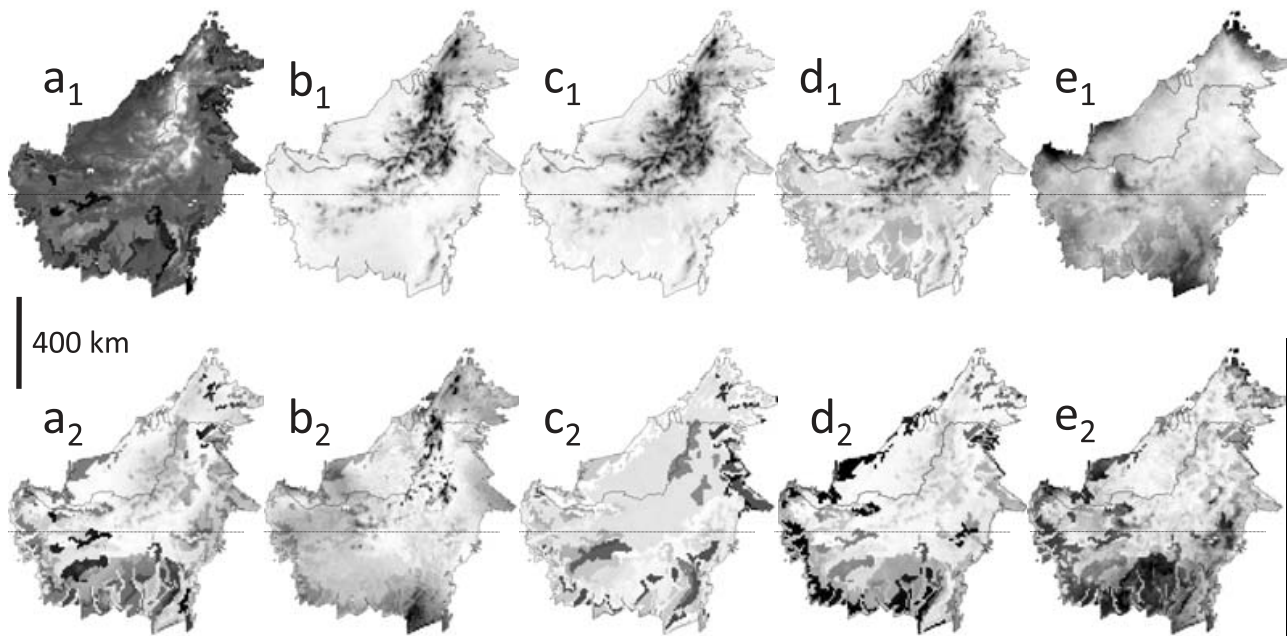 a₁ b₁ c₁ d₁ e₁
400 km
a₂ b₂ c₂ d₂ e₂